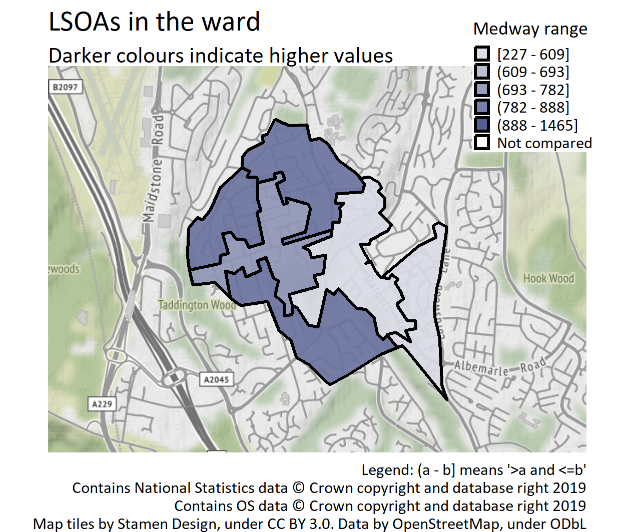 LSOAs in the ward
Darker colours indicate higher values
Medway range
[227 - 609]
(609 - 693]
(693 - 782]
(782 - 888]
(888 - 1465]
Not compared
B2097
Maidstone Road
ewoods
Taddington Wood
Lane
Hook Wood
Albemarle Road
A2045
A229
Legend: (a - b] means '>a and <=b'
Contains National Statistics data © Crown copyright and database right 2019
Contains OS data © Crown copyright and database right 2019
Map tiles by Stamen Design, under CC BY 3.0. Data by OpenStreetMap, under ODbL